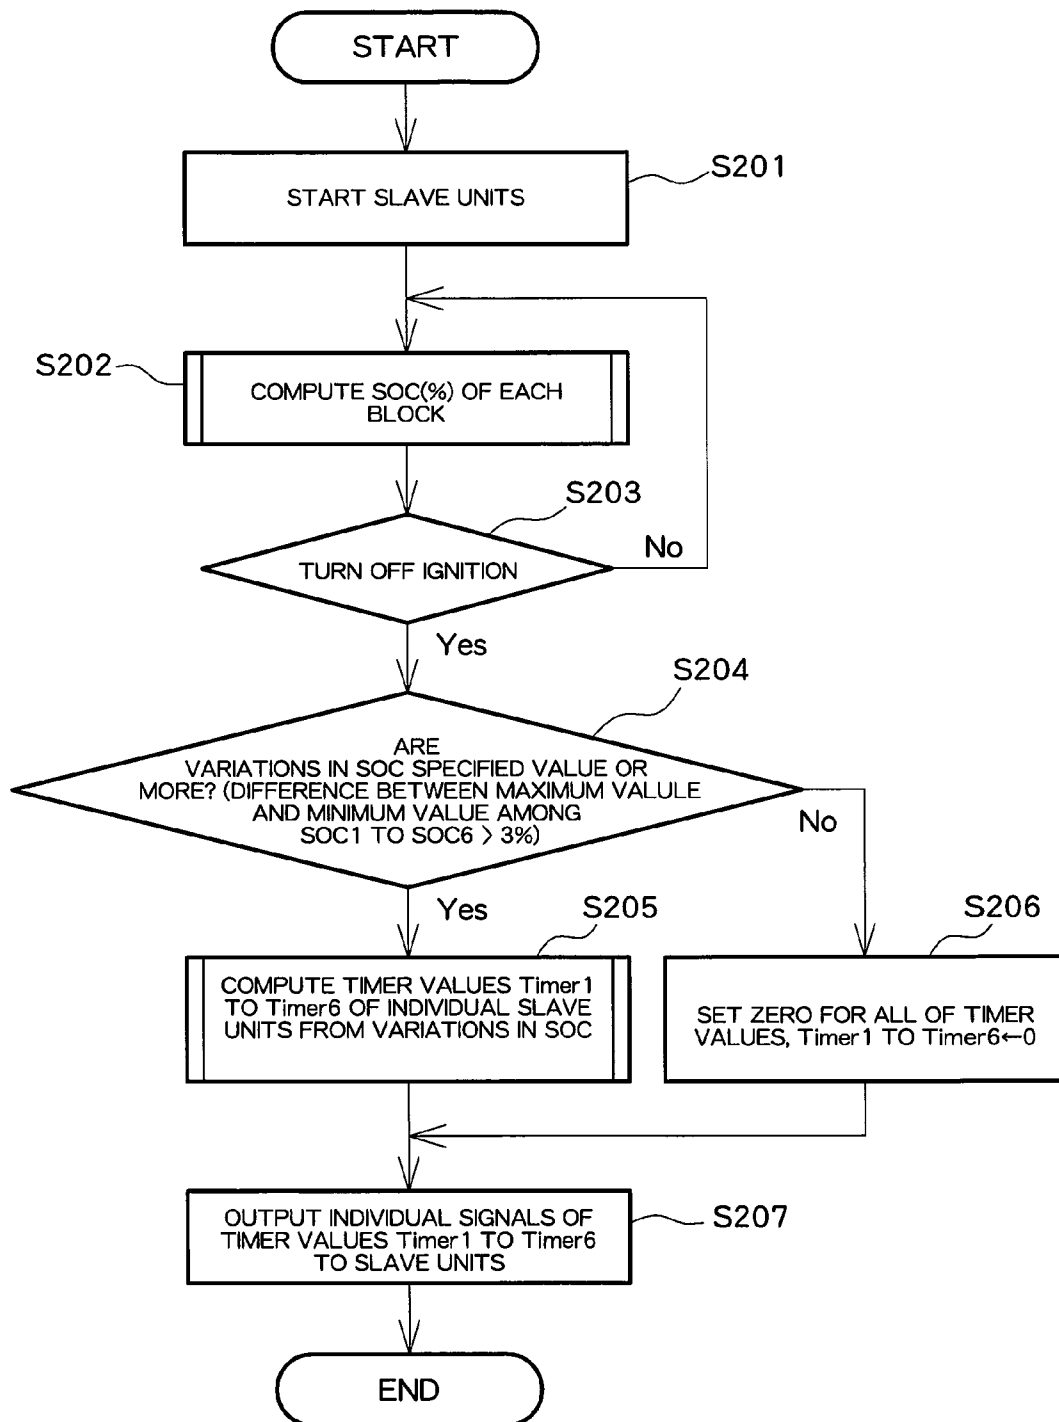 START
S201
START SLAVE UNITS
S202
COMPUTE SOC(%) OF EACH
BLOCK
S203
TURN OFF IGNITION
No
Yes
S204
ARE
VARIATIONS IN SOC SPECIFIED VALUE OR
MORE? (DIFFERENCE BETWEEN MAXIMUM VALULE
AND MINIMUM VALUE AMONG
SOC1 TO SOC6 > 3%)
No
Yes
S205
COMPUTE TIMER VALUES Timer1
TO Timer6 OF INDIVIDUAL SLAVE
UNITS FROM VARIATIONS IN SOC
S206
SET ZERO FOR ALL OF TIMER
VALUES, Timer1 TO Timer6←0
S207
OUTPUT INDIVIDUAL SIGNALS OF
TIMER VALUES Timer1 TO Timer6
TO SLAVE UNITS
END